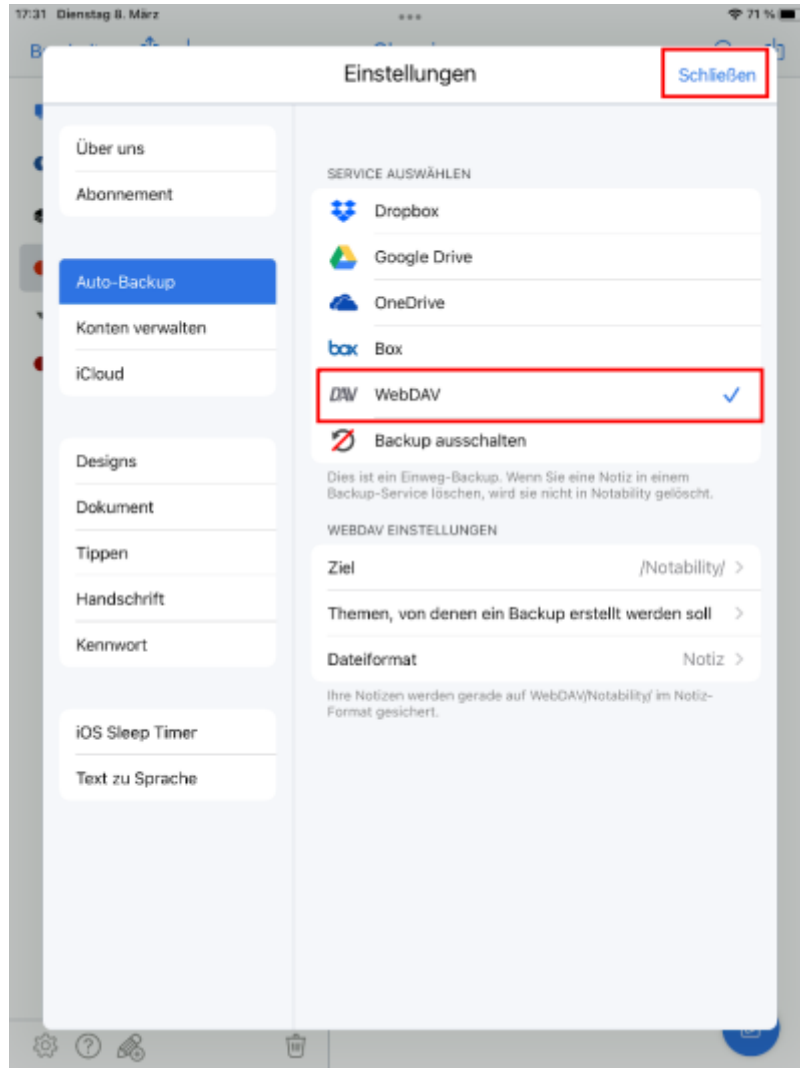 17:31 Dienstag 8. März
71 %
Einstellungen
Schließen
Über uns
Abonnement
Auto-Backup
Konten verwalten
iCloud
Designs
Dokument
Tippen
Handschrift
Kennwort
iOS Sleep Timer
Text zu Sprache
SERVICE AUSWÄHLEN
Dropbox
Google Drive
OneDrive
box Box
DAV WebDAV
Backup ausschalten
Dies ist ein Einweg-Backup. Wenn Sie eine Notiz in einem
Backup-Service löschen, wird sie nicht in Notability gelöscht.
WEBDAV EINSTELLUNGEN
Ziel /Notability/
Themen, von denen ein Backup erstellt werden soll
Dateiformat Notiz
Ihre Notizen werden gerade auf WebDAV/Notability/ im Notiz-
Format gesichert.